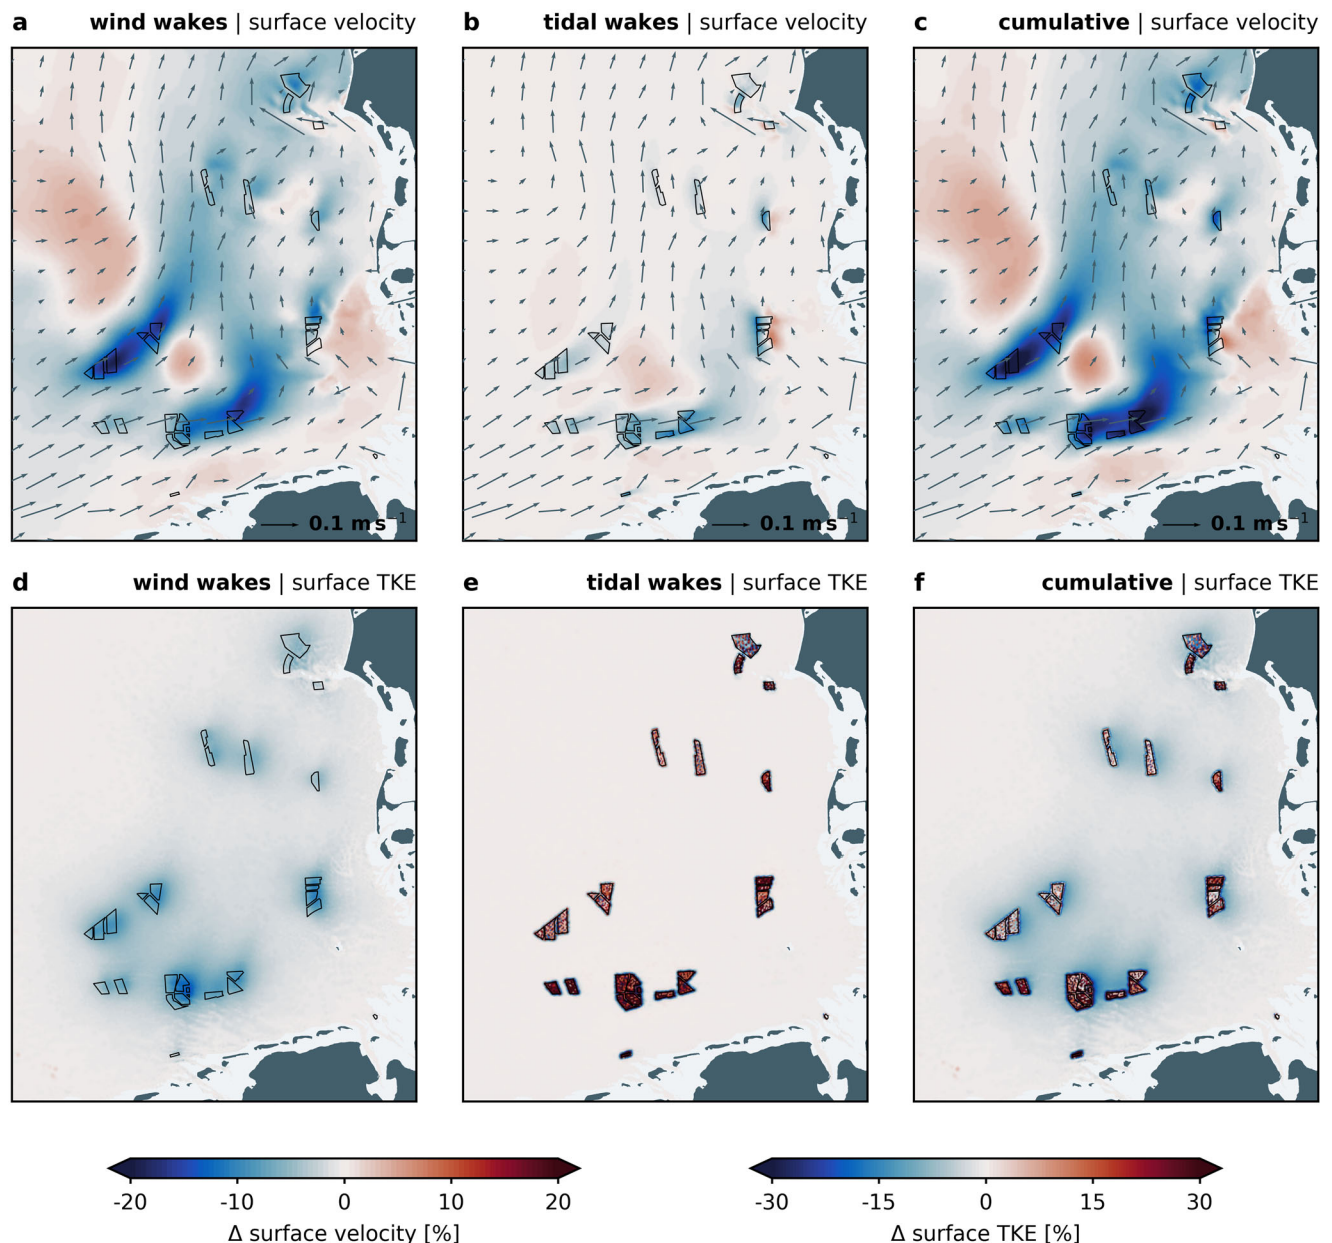 a wind wakes | surface velocity
b tidal wakes | surface velocity
c cumulative | surface velocity
0.1 ms⁻¹
0.1 ms⁻¹
0.1 ms⁻¹
d wind wakes | surface TKE
e tidal wakes | surface TKE
f cumulative | surface TKE
-20 -10 0 10 20
-30 -15 0 15 30
Δ surface velocity [%]
Δ surface TKE [%]